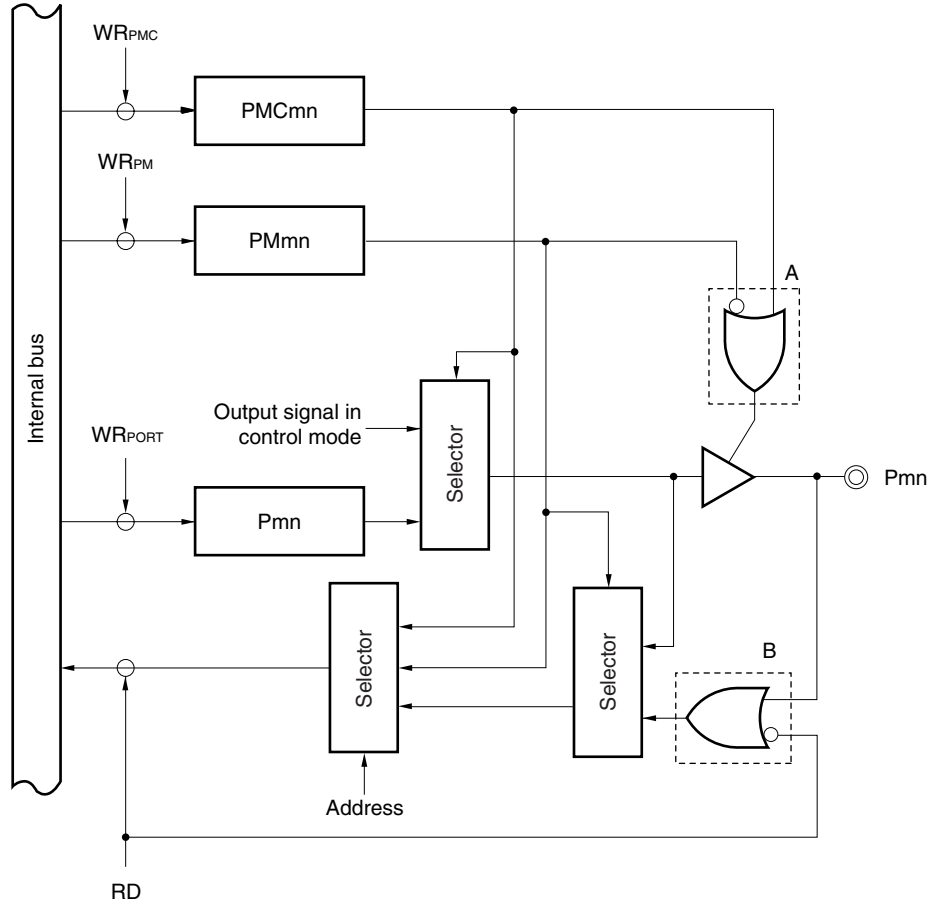 WRPMC
PMCmn
WRPM
PMmn
A
Internal bus
Output signal in
control mode
Selector
WRPORT
Pmn
Pmn
Selector
Selector
B
Address
RD